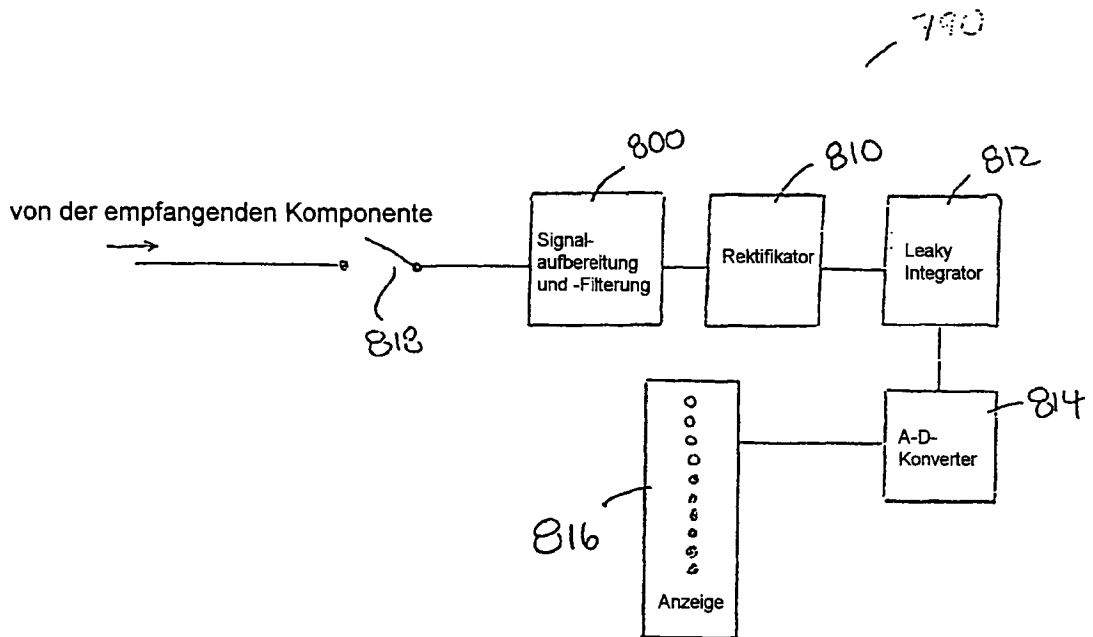 790
800
810
812
von der empfangenden Komponente
Signal-
aufbereitung
und -Filterung
Rektifikator
Leaky
Integrator
818
814
A-D-
Konverter
816
Anzeige